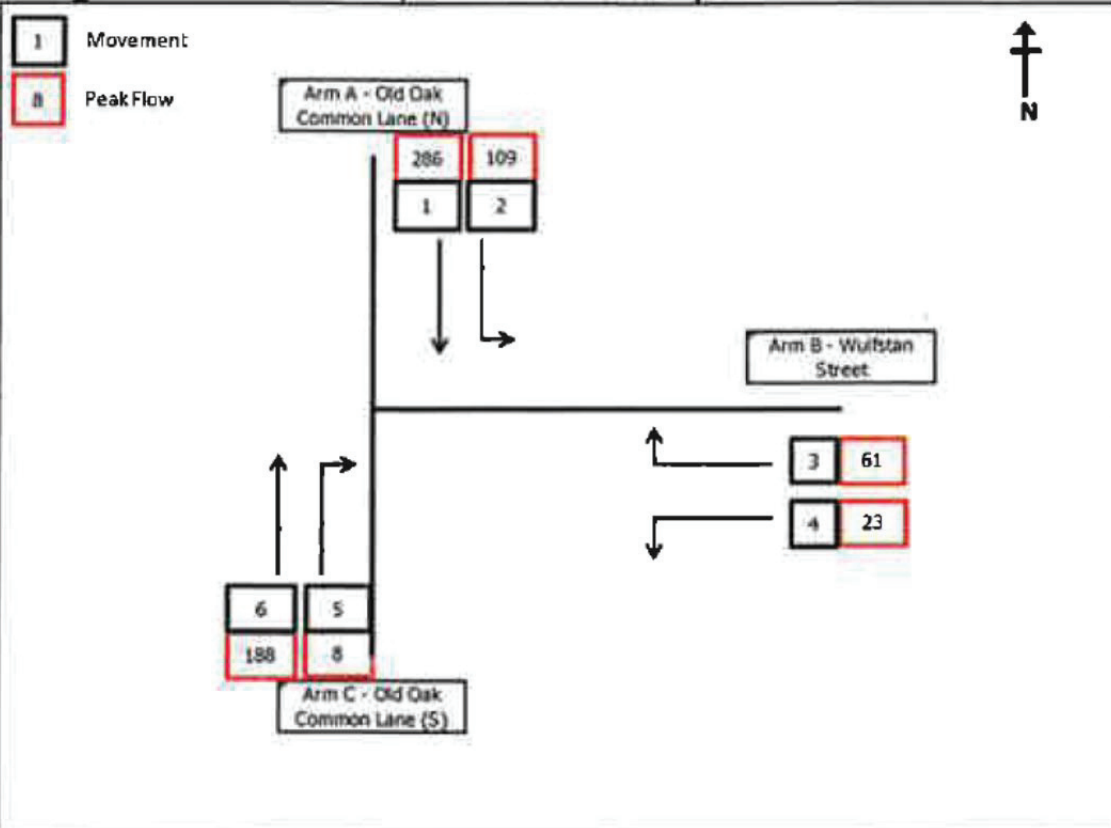 1 Movement
8 Peak Flow
N
Arm A - Old Oak
Common Lane (N)
286 109
1 2
Arm B - Wulfstan
Street
3 61
4 23
6 5
188 8
Arm C - Old Oak
Common Lane (S)